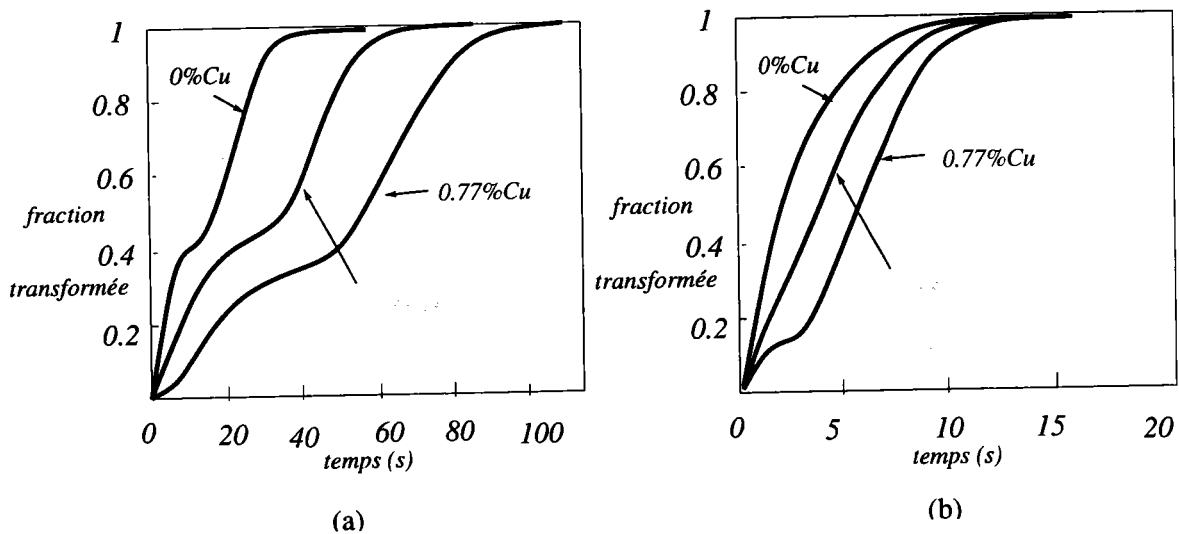 1
0.8
0.6
fraction
0.4
transformée
0.2
0%Cu
0.77%Cu
0 20 40 60 80 100
temps (s)
(a)
1
0.8
0.6
fraction
0.4
transformée
0.2
0%Cu
0.77%Cu
0 5 10 15 20
temps (s)
(b)